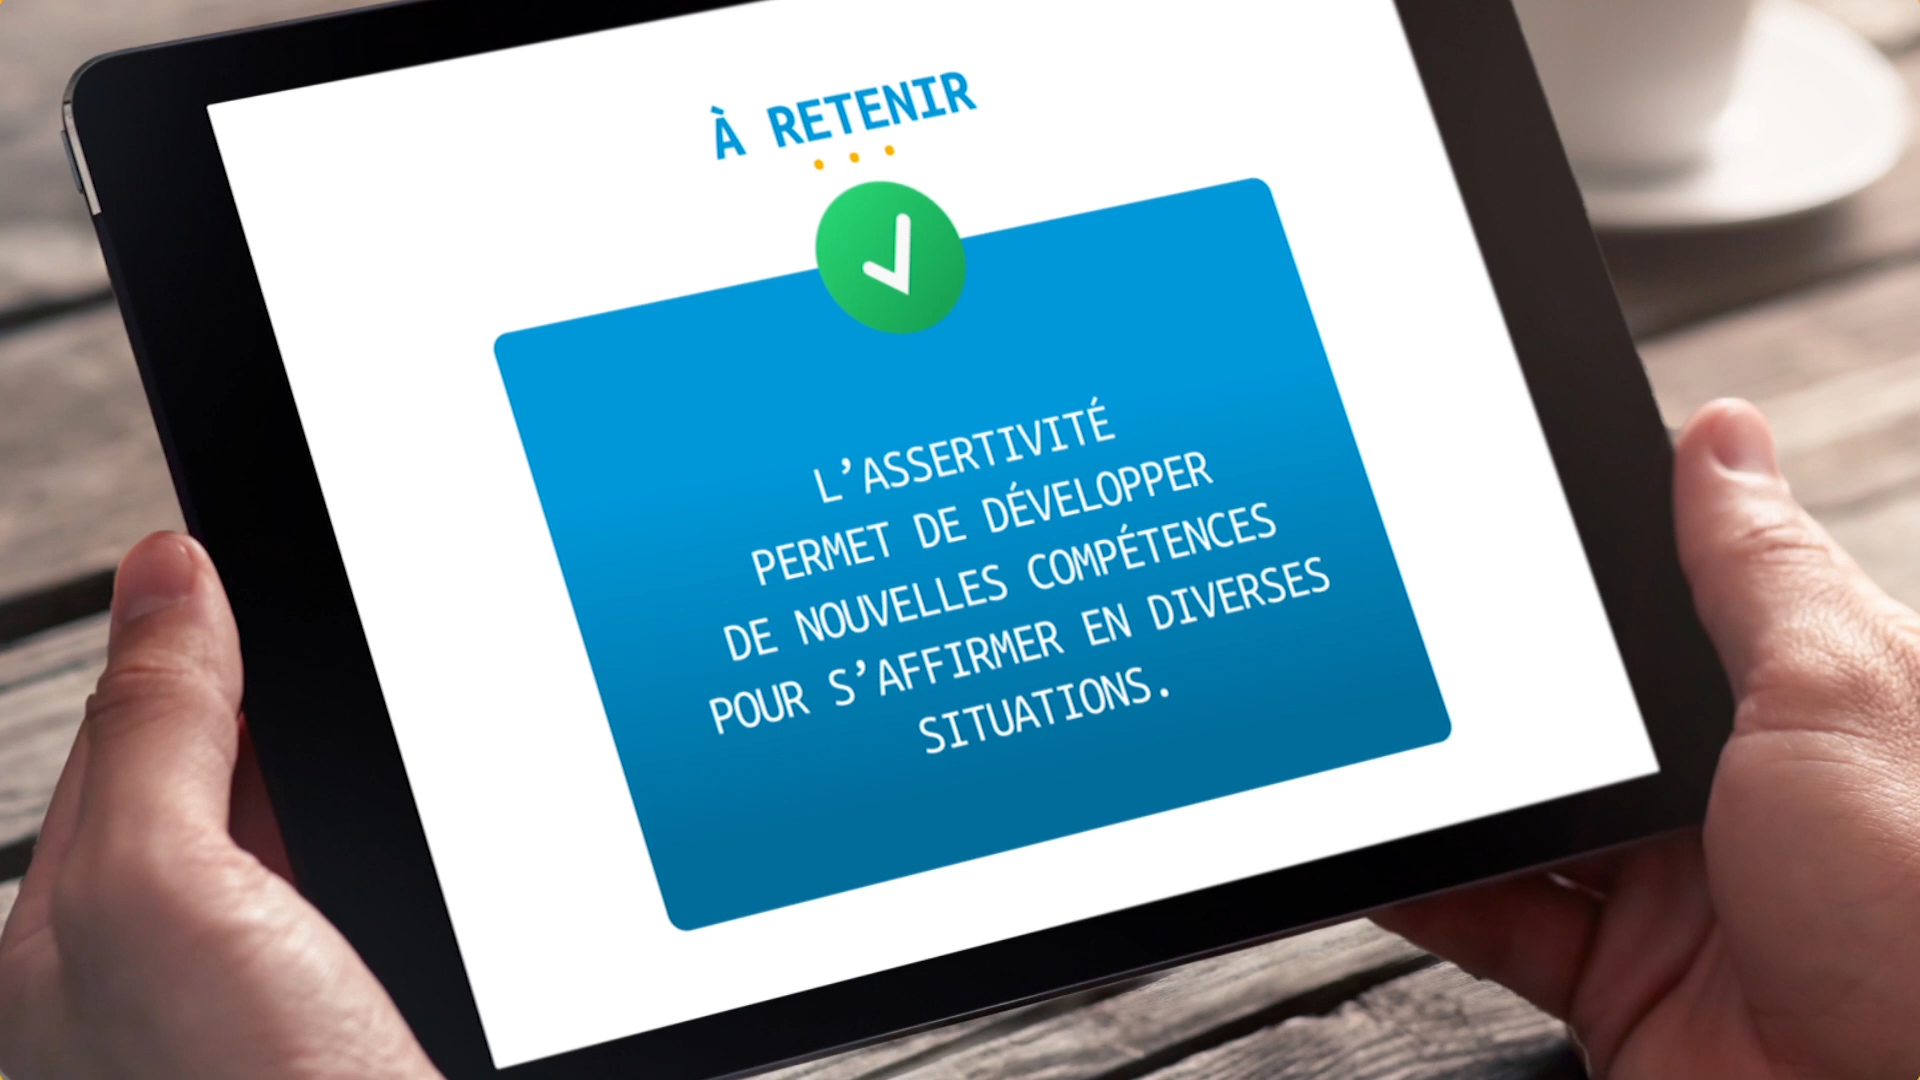 À RETENIR
L’ASSERTIVITÉ
PERMET DE DÉVELOPPER
DE NOUVELLES COMPÉTENCES
POUR S’AFFIRMER EN DIVERSES
SITUATIONS.